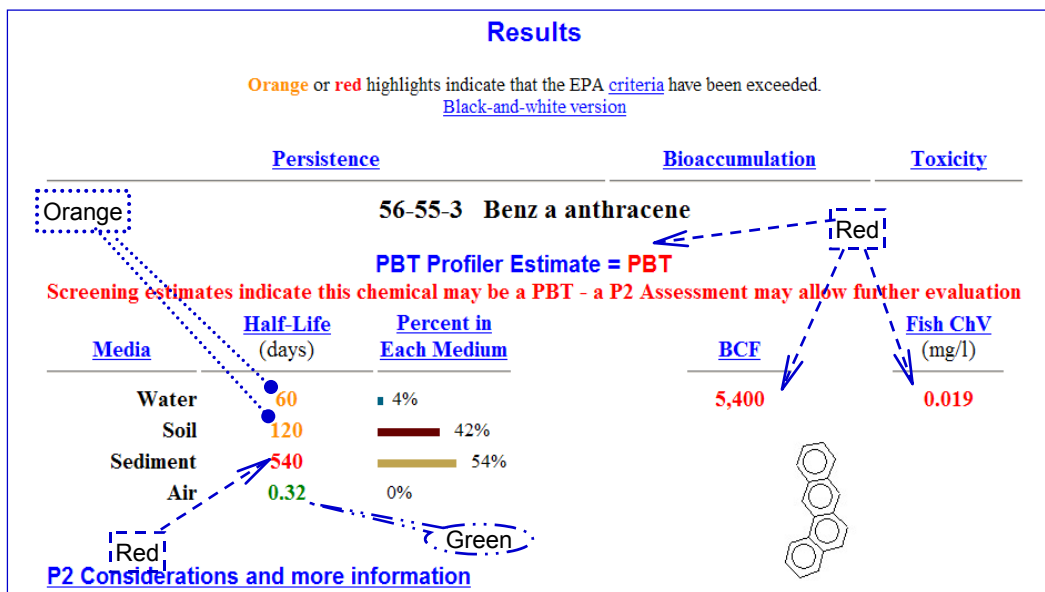 Results
Orange or red highlights indicate that the EPA criteria have been exceeded.
Black-and-white version
Persistence Bioaccumulation Toxicity
Orange
56-55-3 Benz a anthracene
Red
PBT Profiler Estimate = PBT
Screening estimates indicate this chemical may be a PBT - a P2 Assessment may allow further evaluation
Media Half-Life (days) Percent in Each Medium BCF Fish ChV (mg/l)
Water 60 4% 5,400 0.019
Soil 120 42%
Sediment 540 54%
Air 0.32 0%
Red Green
P2 Considerations and more information